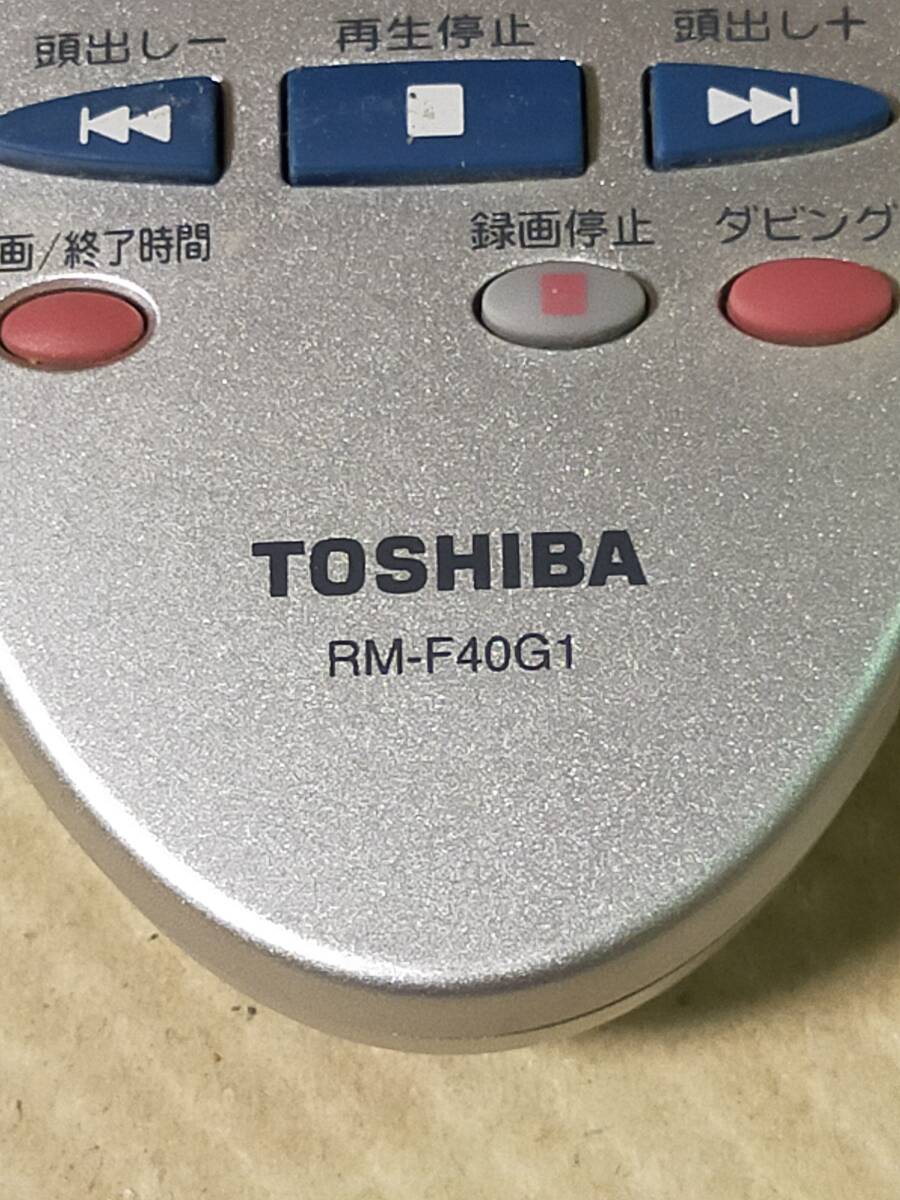 頭出し－ 再生停止 頭出し＋
画/終了時間 録画停止 ダビング
TOSHIBA
RM-F40G1